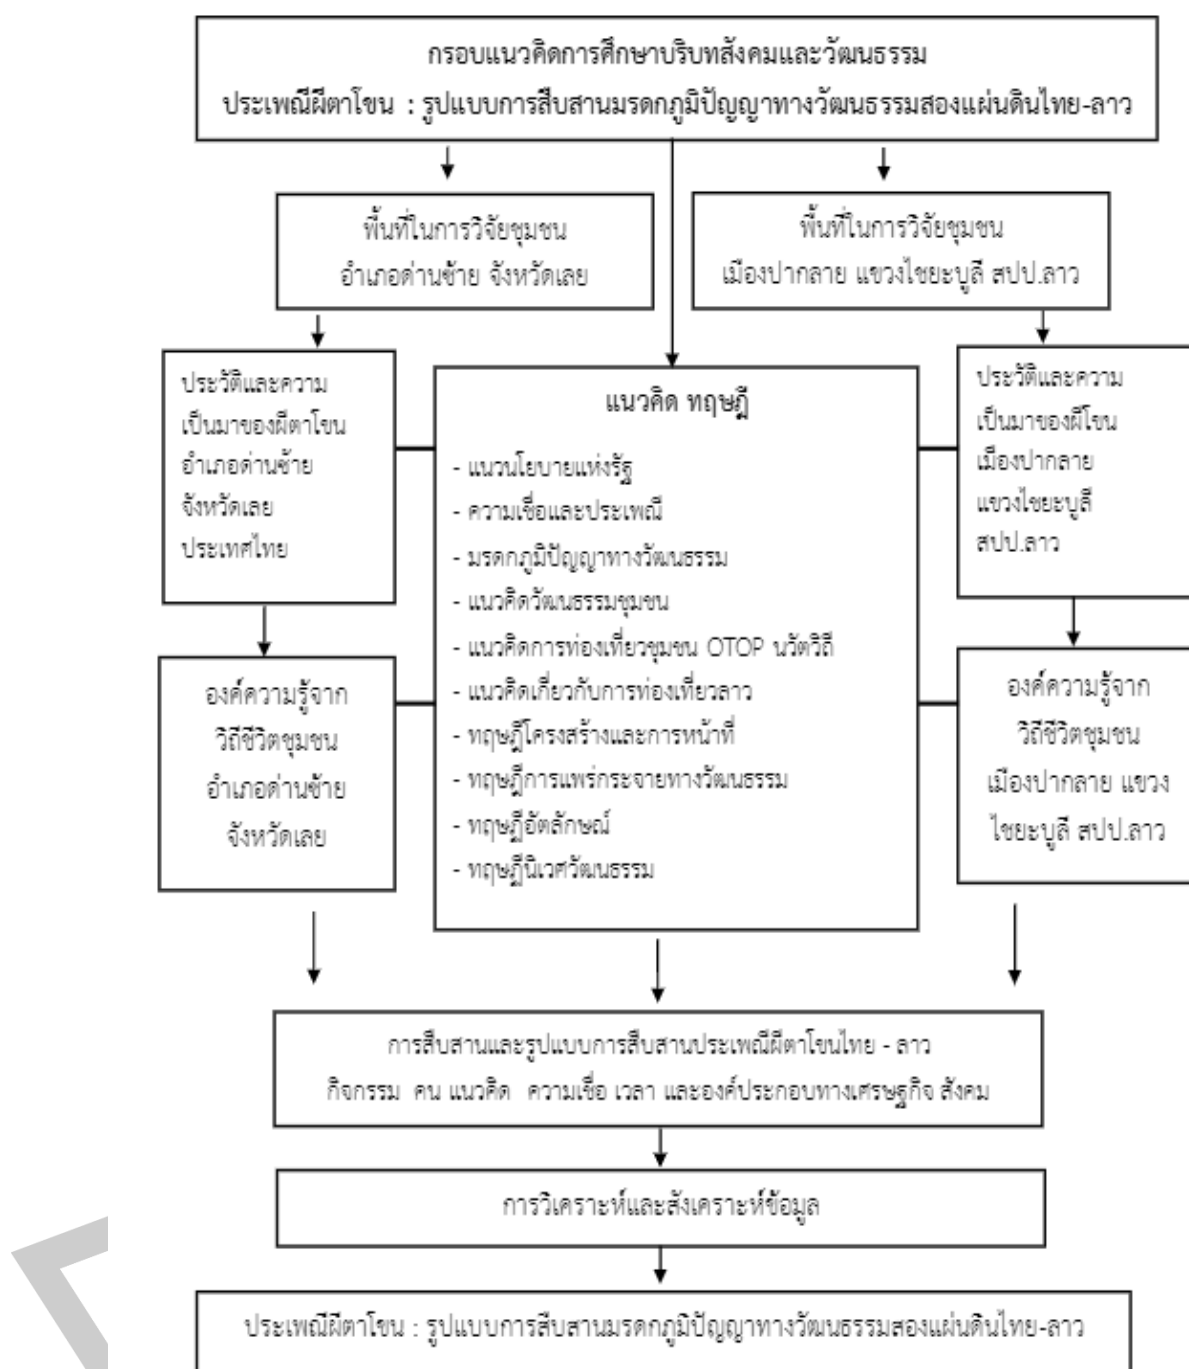 กรอบแนวคิดการศึกษาบริบทสังคมและวัฒนธรรม
ประเพณีผีตาโขน : รูปแบบการสืบสานมรดกภูมิปัญญาทางวัฒนธรรมสองแผ่นดินไทย-ลาว
พื้นที่ในการวิจัยชุมชน
อำเภอด่านซ้าย จังหวัดเลย
พื้นที่ในการวิจัยชุมชน
เมืองปากลาย แขวงไชยะบูลี สปป.ลาว
ประวัติและความ
เป็นมาของผีตาโขน
อำเภอด่านซ้าย
จังหวัดเลย
ประเทศไทย
แนวคิด ทฤษฎี
- แนวนโยบายแห่งรัฐ
- ความเชื่อและประเพณี
- มรดกภูมิปัญญาทางวัฒนธรรม
- แนวคิดวัฒนธรรมชุมชน
- แนวคิดการท่องเที่ยวชุมชน OTOP นวัตวิถี
- แนวคิดเกี่ยวกับการท่องเที่ยวลาว
- ทฤษฎีโครงสร้างและการหน้าที่
- ทฤษฎีการแพร่กระจายทางวัฒนธรรม
- ทฤษฎีอัตลักษณ์
- ทฤษฎีนิเวศวัฒนธรรม
ประวัติและความ
เป็นมาของผีโขน
เมืองปากลาย
แขวงไชยะบูลี
สปป.ลาว
องค์ความรู้จาก
วิถีชีวิตชุมชน
อำเภอด่านซ้าย
จังหวัดเลย
องค์ความรู้จาก
วิถีชีวิตชุมชน
เมืองปากลาย แขวง
ไชยะบูลี สปป.ลาว
การสืบสานและรูปแบบการสืบสานประเพณีผีตาโขนไทย - ลาว
กิจกรรม คน แนวคิด ความเชื่อ เวลา และองค์ประกอบทางเศรษฐกิจ สังคม
การวิเคราะห์และสังเคราะห์ข้อมูล
ประเพณีผีตาโขน : รูปแบบการสืบสานมรดกภูมิปัญญาทางวัฒนธรรมสองแผ่นดินไทย-ลาว